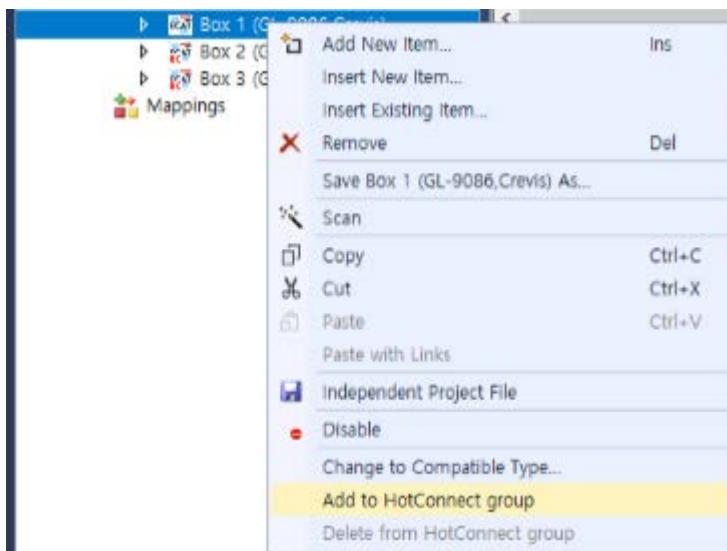 Box 1 (GL-9086,Crevis)
Box 2 (G
Box 3 (G
Mappings
Add New Item... Ins
Insert New Item...
Insert Existing Item...
Remove Del
Save Box 1 (GL-9086,Crevis) As...
Scan
Copy Ctrl+C
Cut Ctrl+X
Paste Ctrl+V
Paste with Links
Independent Project File
Disable
Change to Compatible Type...
Add to HotConnect group
Delete from HotConnect group